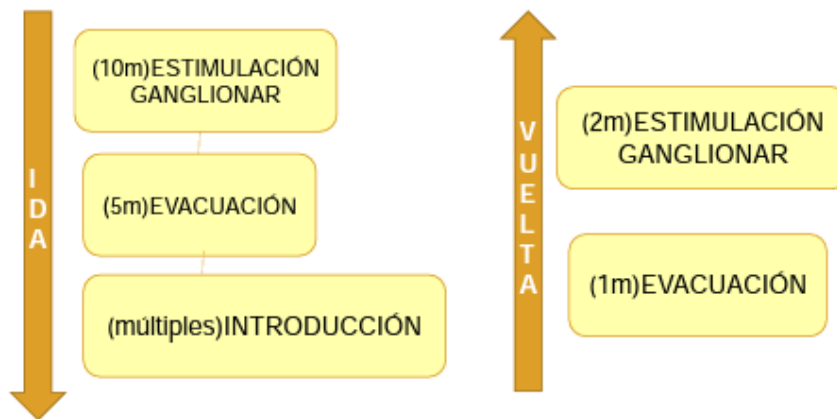 IDA
(10m)ESTIMULACIÓN
GANGLIONAR
(5m)EVACUACIÓN
(múltiples)INTRODUCCIÓN
VUELTA
(2m)ESTIMULACIÓN
GANGLIONAR
(1m)EVACUACIÓN